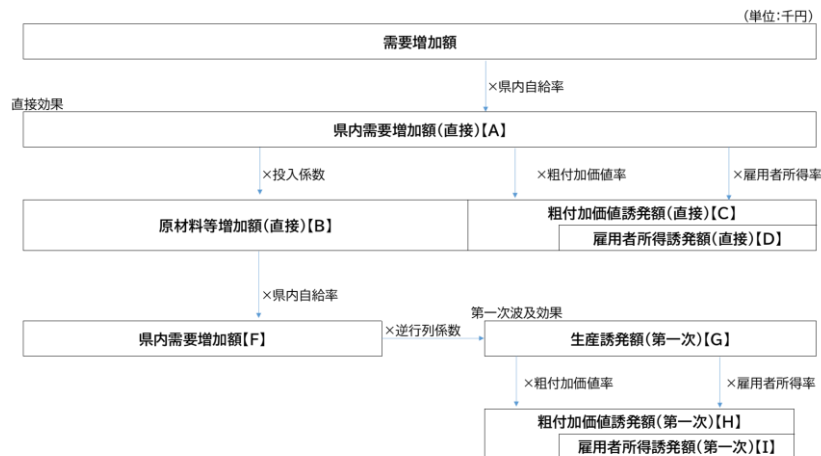 (単位:千円)
需要増加額
×県内自給率
直接効果
県内需要増加額(直接)【A】
×投入係数
×粗付加価値率
×雇用者所得率
原材料等増加額(直接)【B】
粗付加価値誘発額(直接)【C】
雇用者所得誘発額(直接)【D】
×県内自給率
第一次波及効果
県内需要増加額【F】
×逆行列係数
生産誘発額(第一次)【G】
×粗付加価値率
×雇用者所得率
粗付加価値誘発額(第一次)【H】
雇用者所得誘発額(第一次)【I】